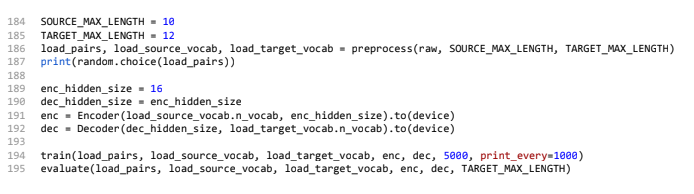 184 SOURCE_MAX_LENGTH = 10
185 TARGET_MAX_LENGTH = 12
186 load_pairs, load_source_vocab, load_target_vocab = preprocess(raw, SOURCE_MAX_LENGTH, TARGET_MAX_LENGTH)
187 print(random.choice(load_pairs))
188
189 enc_hidden_size = 16
190 dec_hidden_size = enc_hidden_size
191 enc = Encoder(load_source_vocab.n_vocab, enc_hidden_size).to(device)
192 dec = Decoder(dec_hidden_size, load_target_vocab.n_vocab).to(device)
193
194 train(load_pairs, load_source_vocab, load_target_vocab, enc, dec, 5000, print_every=1000)
195 evaluate(load_pairs, load_source_vocab, load_target_vocab, enc, dec, TARGET_MAX_LENGTH)